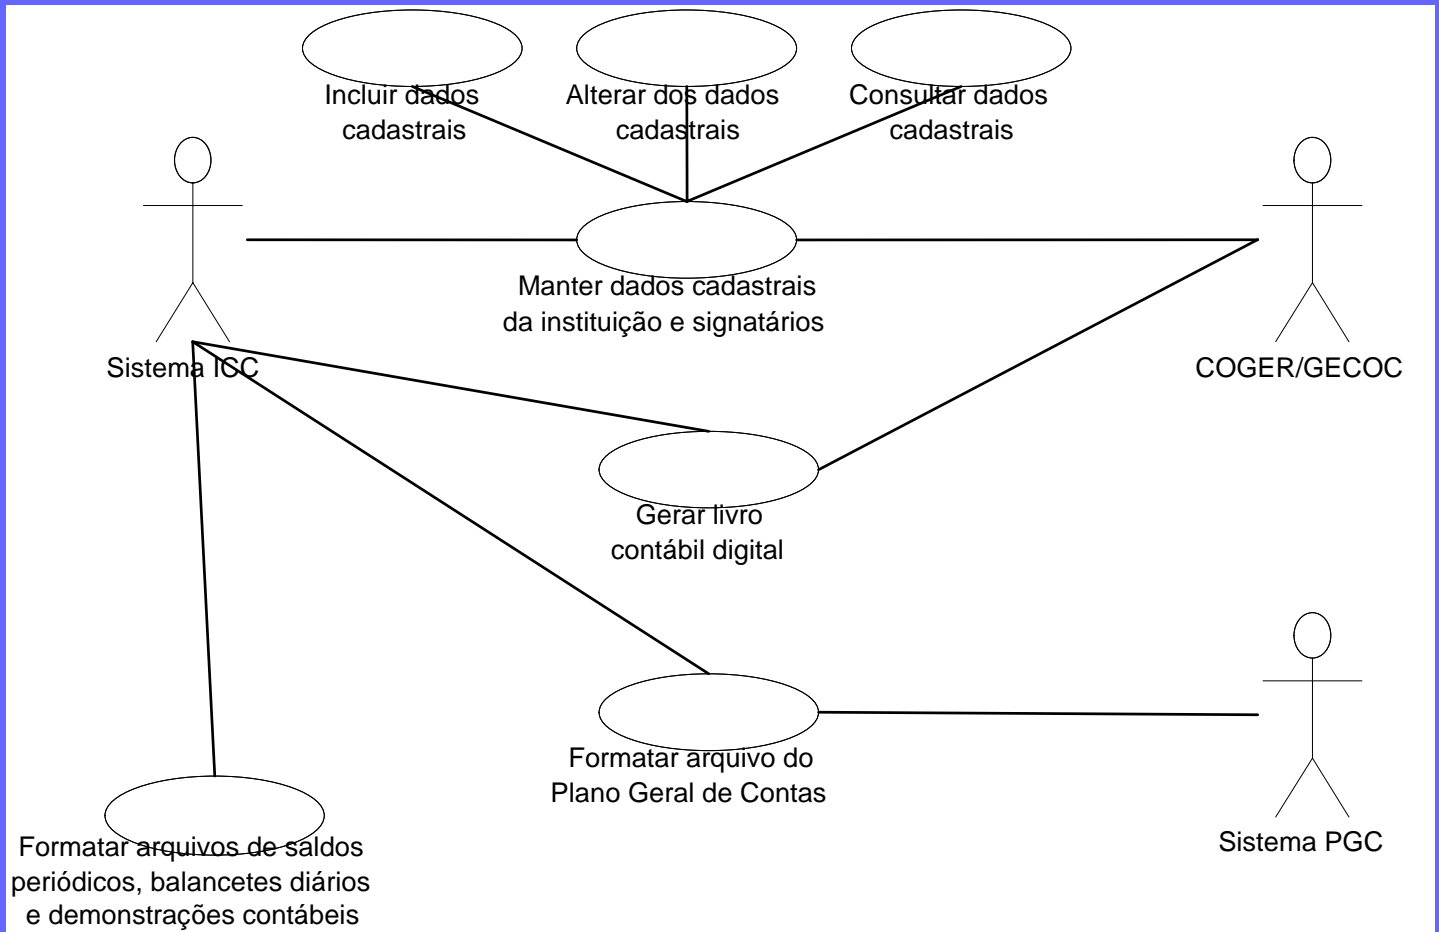 Incluir dados
cadastrais
Alterar dos dados
cadastrais
Consultar dados
cadastrais
Manter dados cadastrais
da instituição e signatários
Sistema ICC
COGER/GECOC
Gerar livro
contábil digital
Formatar arquivo do
Plano Geral de Contas
Sistema PGC
Formatar arquivos de saldos
periódicos, balancetes diários
e demonstrações contábeis